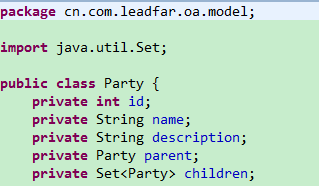 package cn.com.leadfar.oa.model;
import java.util.Set;
public class Party {
private int id;
private String name;
private String description;
private Party parent;
private Set<Party> children;